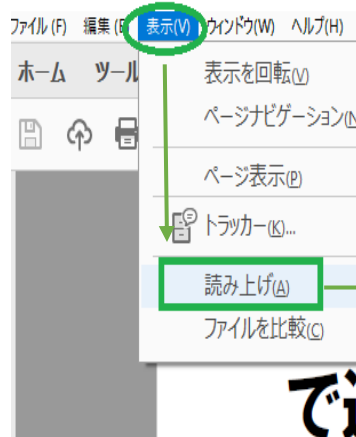 ファイル(F) 編集(E 表示(V) ウィンドウ(W) ヘルプ(H)
ホーム ツール
表示を回転(V)
ページナビゲーション(N
ページ表示(P)
トラッカー(K)...
読み上げ(A)
ファイルを比較(C)
で